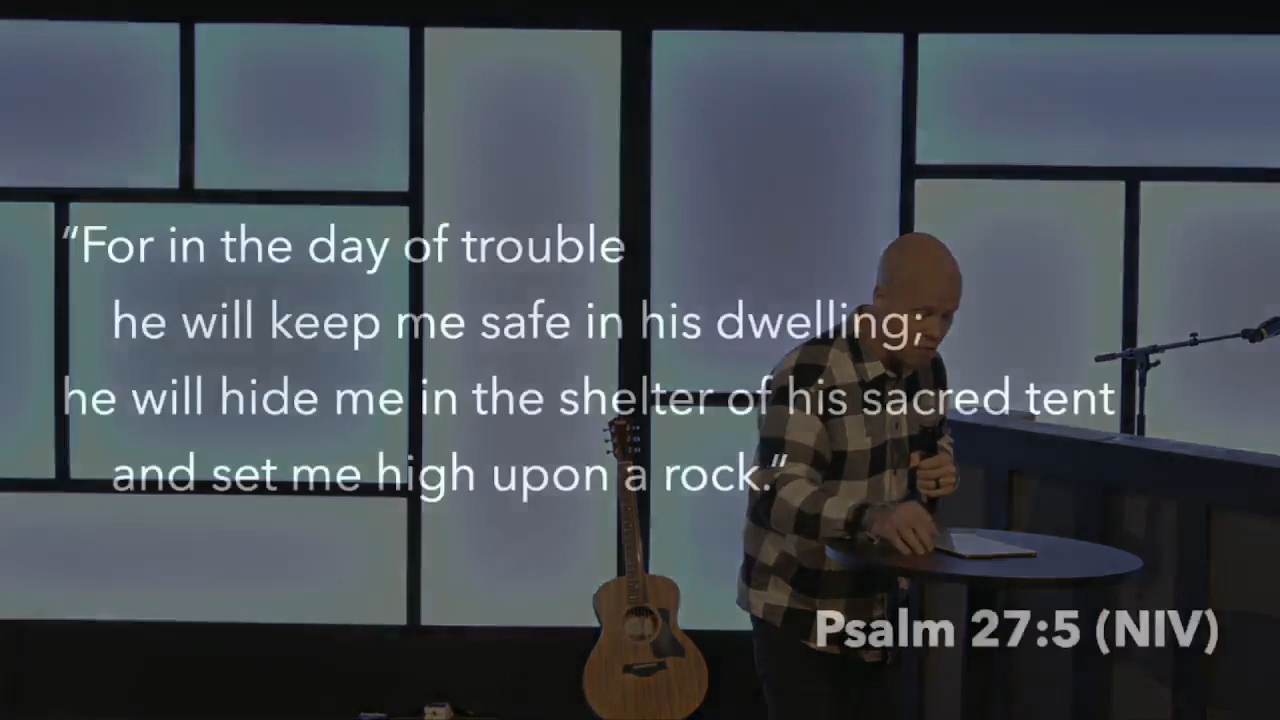 “For in the day of trouble
he will keep me safe in his dwelling;
he will hide me in the shelter of his sacred tent
and set me high upon a rock.“
Psalm 27:5 (NIV)